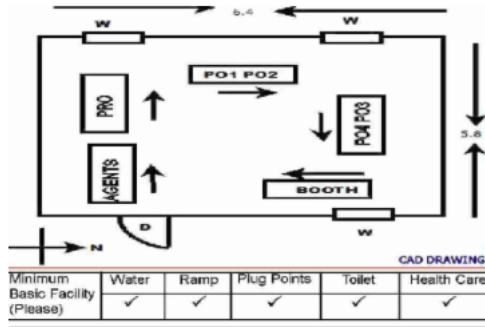 6.4
W
W
PO1 PO2
PRO
PO4 PO3
5.8
AGENTS
BOOTH
D
W
N
CAD DRAWING
Minimum Basic Facility (Please) Water Ramp Plug Points Toilet Health Care
✓ ✓ ✓ ✓ ✓